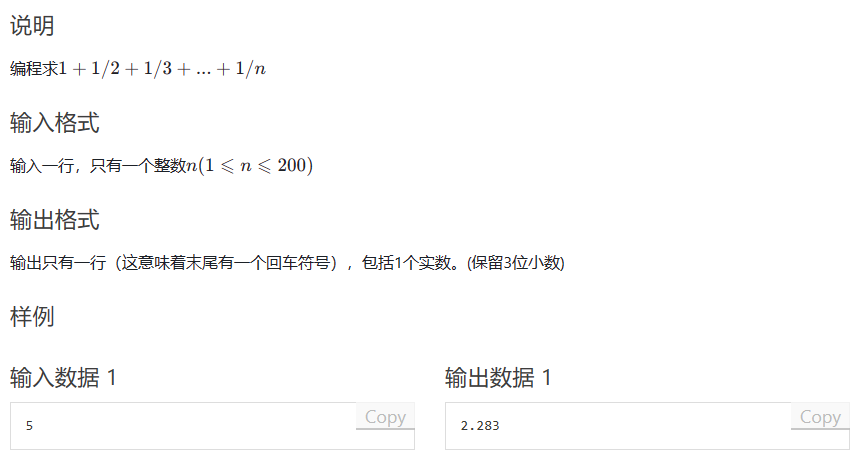 说明
编程求1 + 1/2 + 1/3 + ... + 1/n
输入格式
输入一行，只有一个整数n(1 ⩽ n ⩽ 200)
输出格式
输出只有一行（这意味着末尾有一个回车符号），包括1个实数。(保留3位小数)
样例
输入数据 1
Copy
5
输出数据 1
Copy
2.283